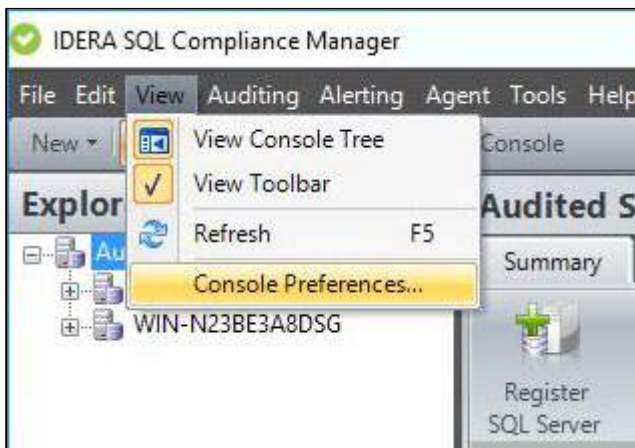 IDERA SQL Compliance Manager
File Edit View Auditing Alerting Agent Tools Help
New Console
View Console Tree
View Toolbar
Refresh F5
Console Preferences...
Explor
Audited S
Au
WIN-N23BE3A8DSG
Summary
Register
SQL Server